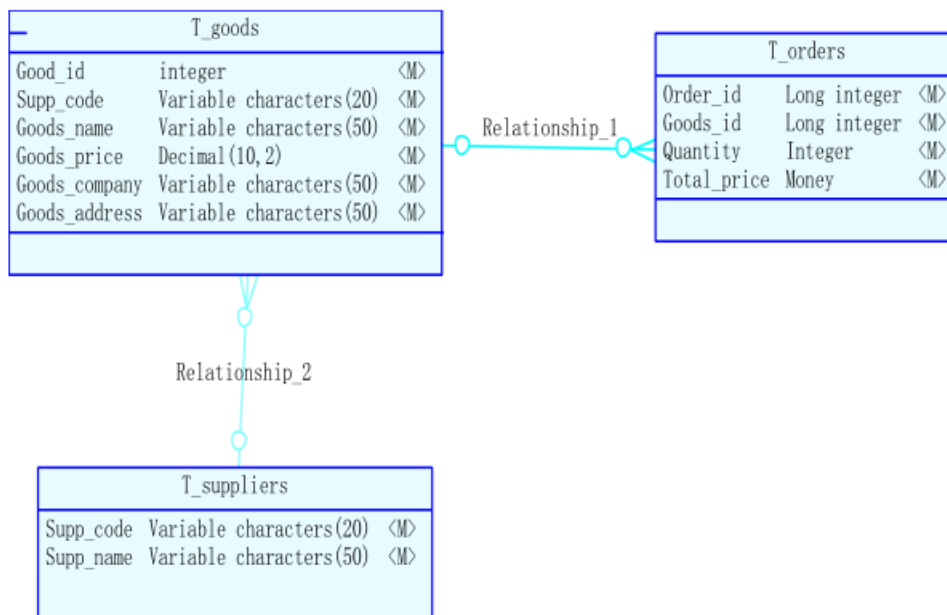 T_goods
Good_id integer <M>
Supp_code Variable characters(20) <M>
Goods_name Variable characters(50) <M>
Goods_price Decimal(10,2) <M>
Goods_company Variable characters(50) <M>
Goods_address Variable characters(50) <M>
Relationship_1
T_orders
Order_id Long integer <M>
Goods_id Long integer <M>
Quantity Integer <M>
Total_price Money <M>
Relationship_2
T_suppliers
Supp_code Variable characters(20) <M>
Supp_name Variable characters(50) <M>